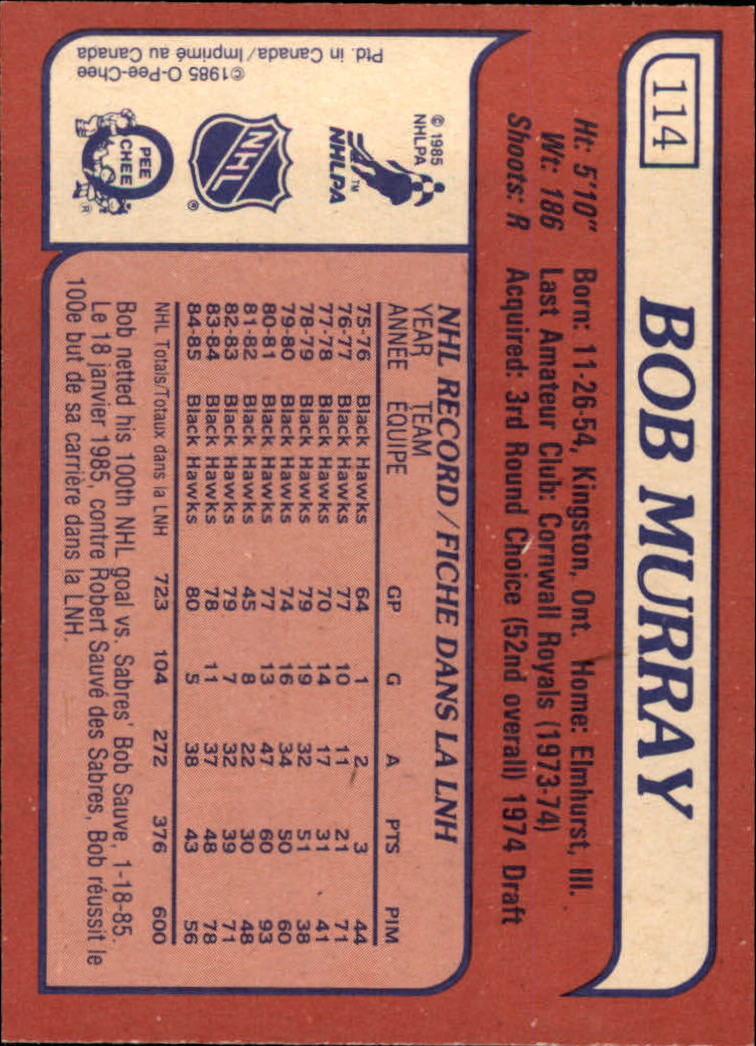 114
BOB MURRAY
Ht: 5'10" Born: 11-26-54, Kingston, Ont. Home: Elmhurst, Ill.
Wt: 186 Last Amateur Club: Cornwall Royals (1973-74)
Shoots: R Acquired: 3rd Round Choice (52nd overall) 1974 Draft
© 1985
NHLPA
NHLPA™
NHL®
PEE
CHEE
®
©1985 O-Pee-Chee
Ptd. in Canada/Imprimé au Canada
NHL RECORD/FICHE DANS LA LNH
YEAR TEAM
ANNEE EQUIPE GP G A PTS PIM
75-76 Black Hawks 64 1 2 3 44
76-77 Black Hawks 77 10 11 21 71
77-78 Black Hawks 70 14 17 31 41
78-79 Black Hawks 79 19 32 51 38
79-80 Black Hawks 74 16 34 50 60
80-81 Black Hawks 77 13 47 60 93
81-82 Black Hawks 45 8 22 30 48
82-83 Black Hawks 79 7 32 39 71
83-84 Black Hawks 78 11 37 48 78
84-85 Black Hawks 80 5 38 43 56
NHL Totals/Totaux dans la LNH 723 104 272 376 600
Bob netted his 100th NHL goal vs. Sabres' Bob Sauve, 1-18-85.
Le 18 janvier 1985, contre Robert Sauvé des Sabres, Bob réussit le
100e but de sa carrière dans la LNH.